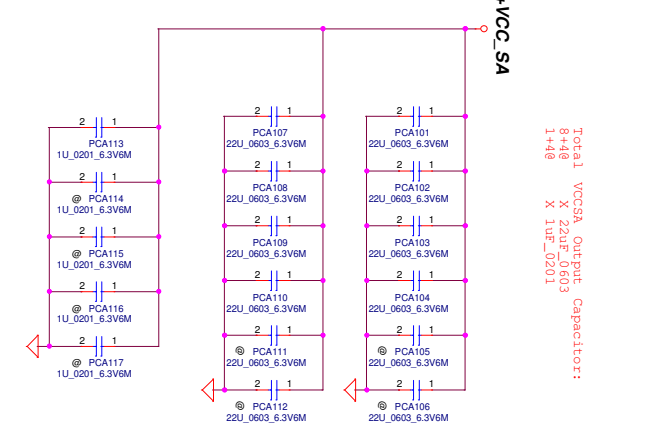 +VCC_SA
Total VCCSA Output Capacitor:
8+4@ X 22uF_0603
1+4@ X 1uF_0201
2 1
PCA113
1U_0201_6.3V6M
2 1
@ PCA114
1U_0201_6.3V6M
2 1
@ PCA115
1U_0201_6.3V6M
2 1
@ PCA116
1U_0201_6.3V6M
2 1
@ PCA117
1U_0201_6.3V6M
2 1
PCA107
22U_0603_6.3V6M
2 1
PCA108
22U_0603_6.3V6M
2 1
PCA109
22U_0603_6.3V6M
2 1
PCA110
22U_0603_6.3V6M
2 1
@ PCA111
22U_0603_6.3V6M
2 1
@ PCA112
22U_0603_6.3V6M
2 1
PCA101
22U_0603_6.3V6M
2 1
PCA102
22U_0603_6.3V6M
2 1
PCA103
22U_0603_6.3V6M
2 1
PCA104
22U_0603_6.3V6M
2 1
@ PCA105
22U_0603_6.3V6M
2 1
@ PCA106
22U_0603_6.3V6M